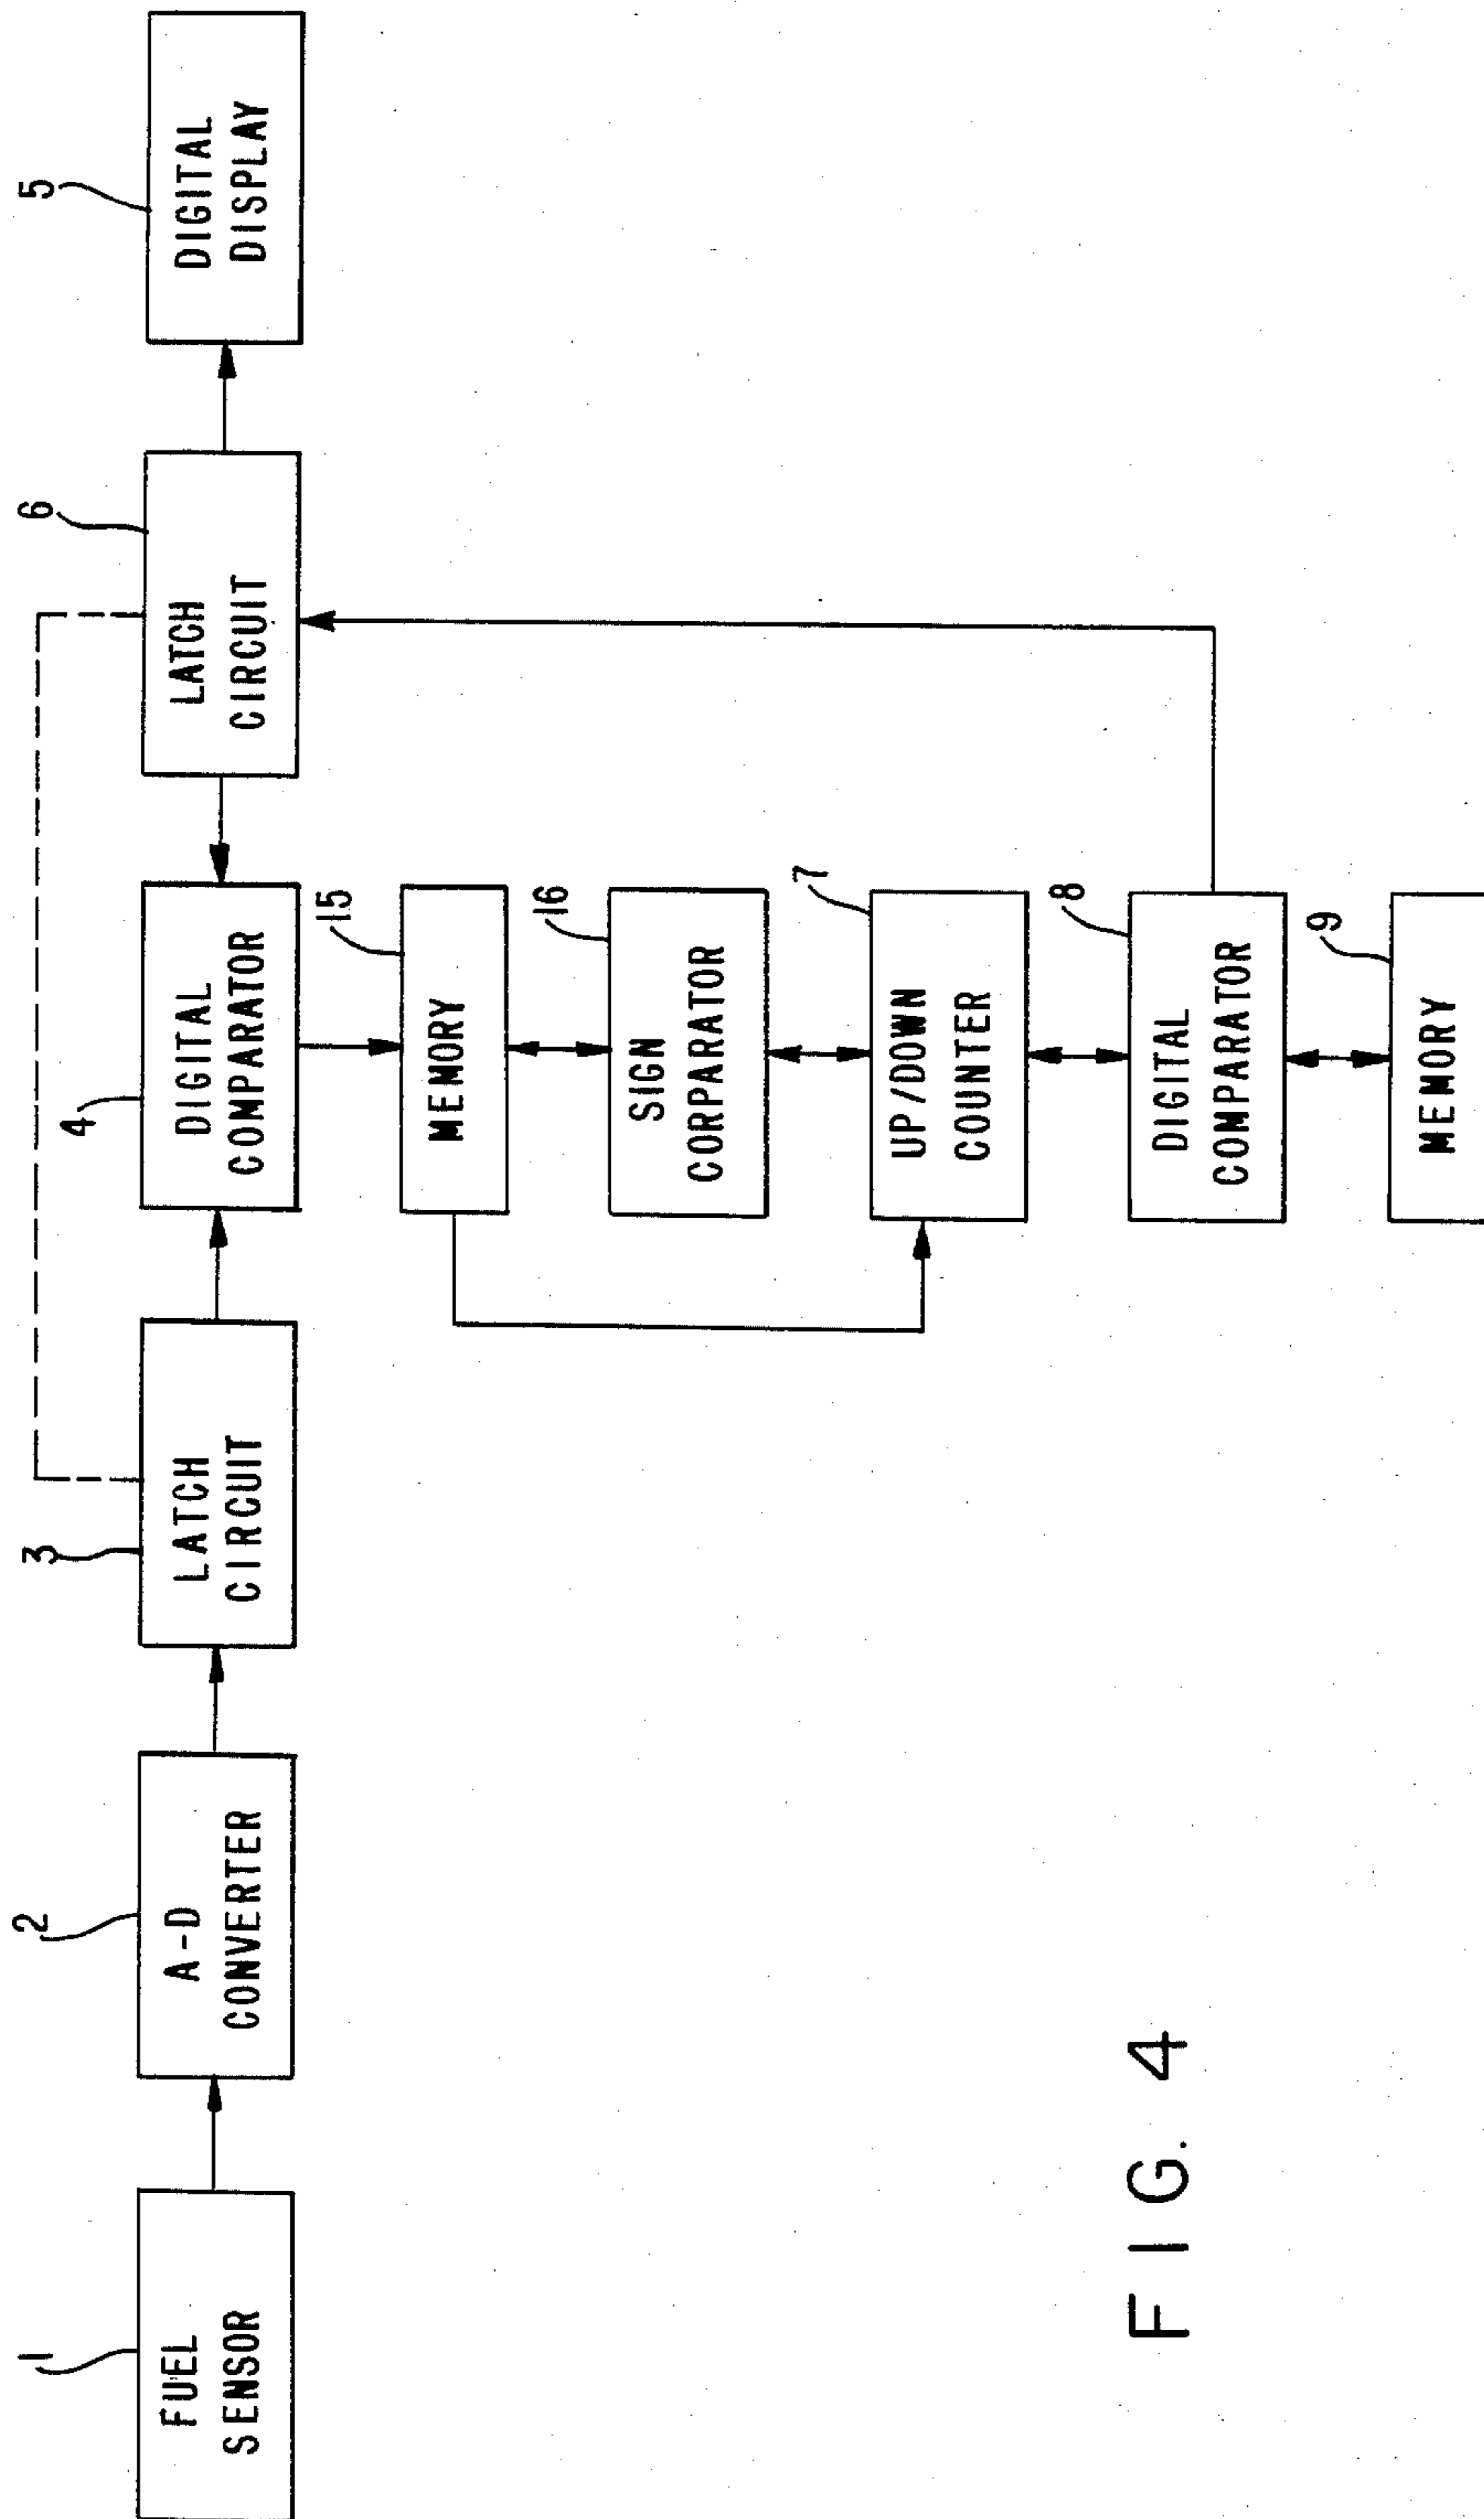 1
FUEL
SENSOR
2
A-D
CONVERTER
3
LATCH
CIRCUIT
4
DIGITAL
COMPARATOR
6
LATCH
CIRCUIT
5
DIGITAL
DISPLAY
15
MEMORY
16
SIGN
CORPARATOR
7
UP/DOWN
COUNTER
8
DIGITAL
COMPARATOR
9
MEMORY
FIG. 4